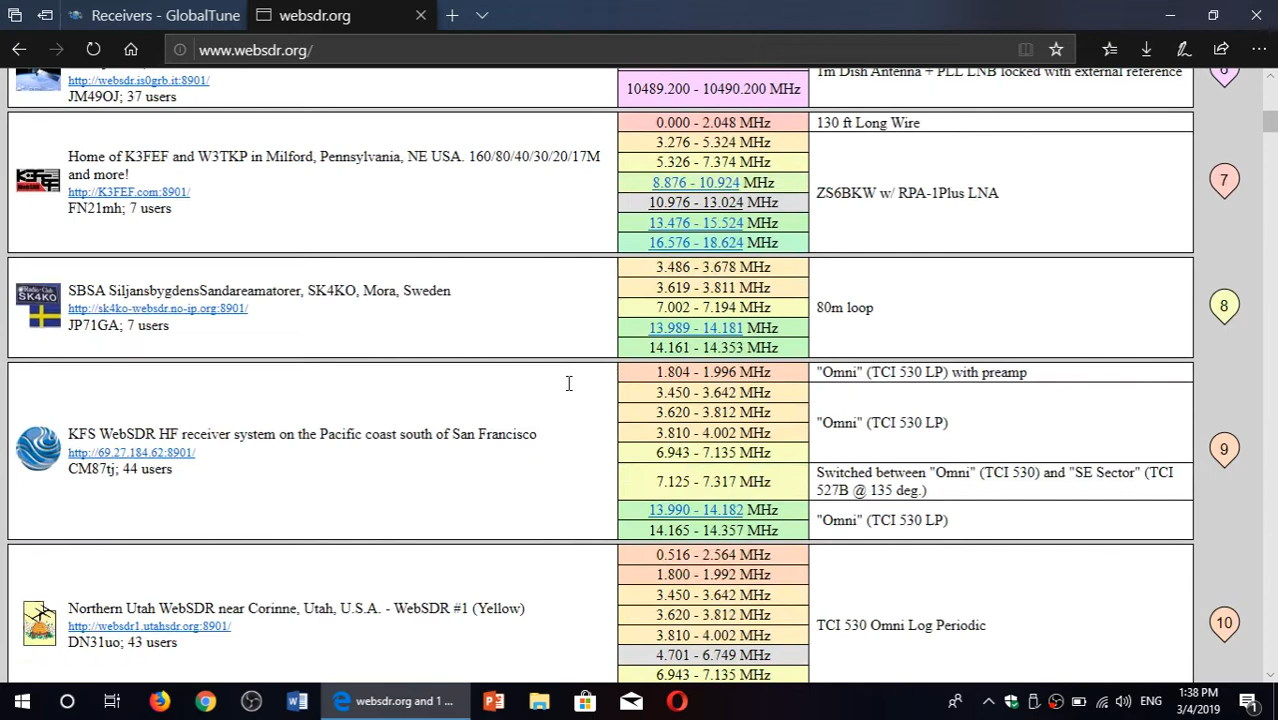 Receivers - GlobalTune
websdr.org
www.websdr.org/
http://websdr.is0grb.it:8901/
JM49OJ; 37 users
10489.200 - 10490.200 MHz
1m Dish Antenna + PLL LNB locked with external reference
6
Home of K3FEF and W3TKP in Milford, Pennsylvania, NE USA. 160/80/40/30/20/17M
and more!
http://K3FEF.com:8901/
FN21mh; 7 users
0.000 - 2.048 MHz
3.276 - 5.324 MHz
5.326 - 7.374 MHz
8.876 - 10.924 MHz
10.976 - 13.024 MHz
13.476 - 15.524 MHz
16.576 - 18.624 MHz
130 ft Long Wire
ZS6BKW w/ RPA-1Plus LNA
7
SK4KO
SBSA SiljansbygdensSandareamatorer, SK4KO, Mora, Sweden
http://sk4ko-websdr.no-ip.org:8901/
JP71GA; 7 users
3.486 - 3.678 MHz
3.619 - 3.811 MHz
7.002 - 7.194 MHz
13.989 - 14.181 MHz
14.161 - 14.353 MHz
80m loop
8
KFS WebSDR HF receiver system on the Pacific coast south of San Francisco
http://69.27.184.62:8901/
CM87tj; 44 users
1.804 - 1.996 MHz
3.450 - 3.642 MHz
3.620 - 3.812 MHz
3.810 - 4.002 MHz
6.943 - 7.135 MHz
7.125 - 7.317 MHz
13.990 - 14.182 MHz
14.165 - 14.357 MHz
"Omni" (TCI 530 LP) with preamp
"Omni" (TCI 530 LP)
Switched between "Omni" (TCI 530) and "SE Sector" (TCI
527B @ 135 deg.)
"Omni" (TCI 530 LP)
9
Northern Utah WebSDR near Corinne, Utah, U.S.A. - WebSDR #1 (Yellow)
http://websdr1.utahsdr.org:8901/
DN31uo; 43 users
0.516 - 2.564 MHz
1.800 - 1.992 MHz
3.450 - 3.642 MHz
3.620 - 3.812 MHz
3.810 - 4.002 MHz
4.701 - 6.749 MHz
6.943 - 7.135 MHz
TCI 530 Omni Log Periodic
10
websdr.org and 1 ...
ENG
1:38 PM
3/4/2019